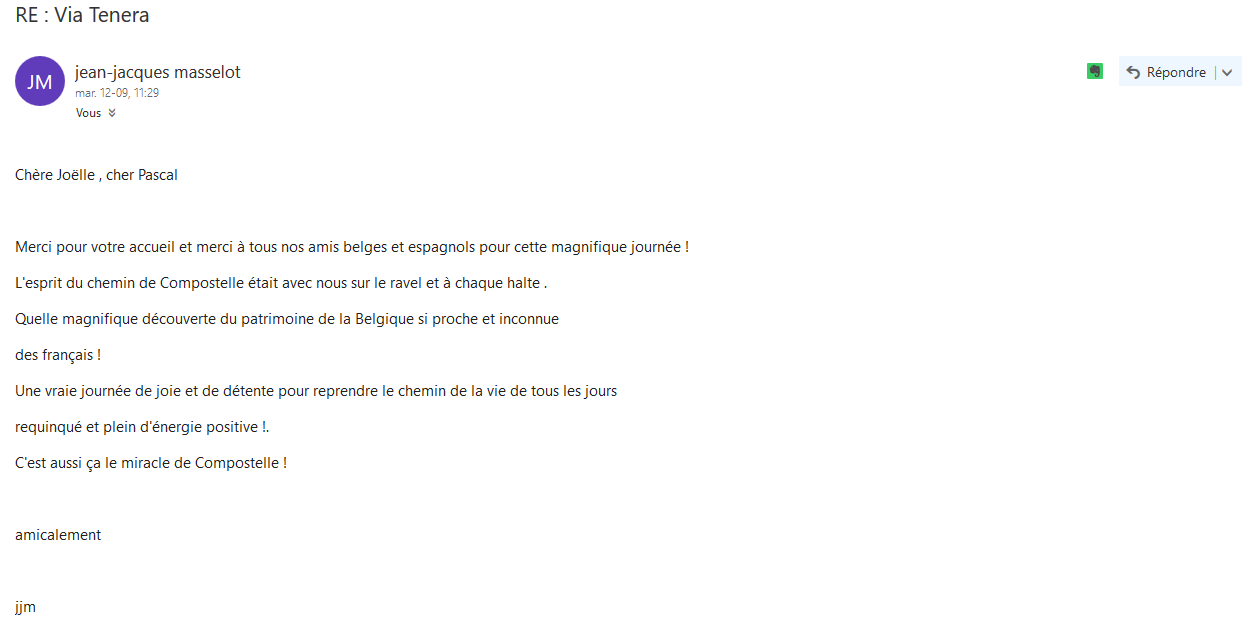 RE : Via Tenera
JM
jean-jacques masselot
mar. 12-09, 11:29
Vous
Répondre
Chère Joëlle , cher Pascal
Merci pour votre accueil et merci à tous nos amis belges et espagnols pour cette magnifique journée !
L'esprit du chemin de Compostelle était avec nous sur le ravel et à chaque halte .
Quelle magnifique découverte du patrimoine de la Belgique si proche et inconnue
des français !
Une vraie journée de joie et de détente pour reprendre le chemin de la vie de tous les jours
requinqué et plein d'énergie positive !.
C'est aussi ça le miracle de Compostelle !
amicalement
jjm